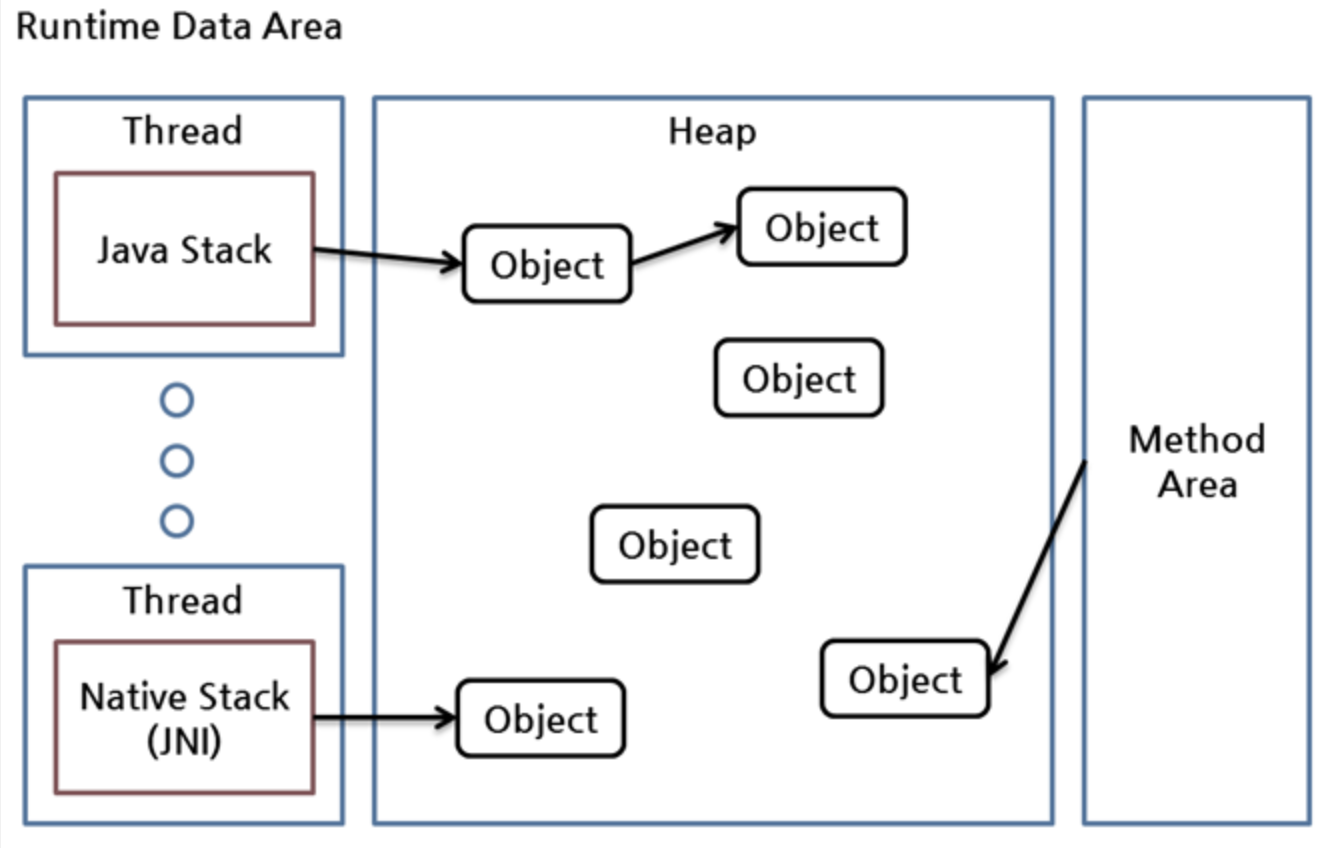 Runtime Data Area
Thread
Java Stack
Heap
Object
Object
Object
Object
Object
Object
Method
Area
Thread
Native Stack
(JNI)